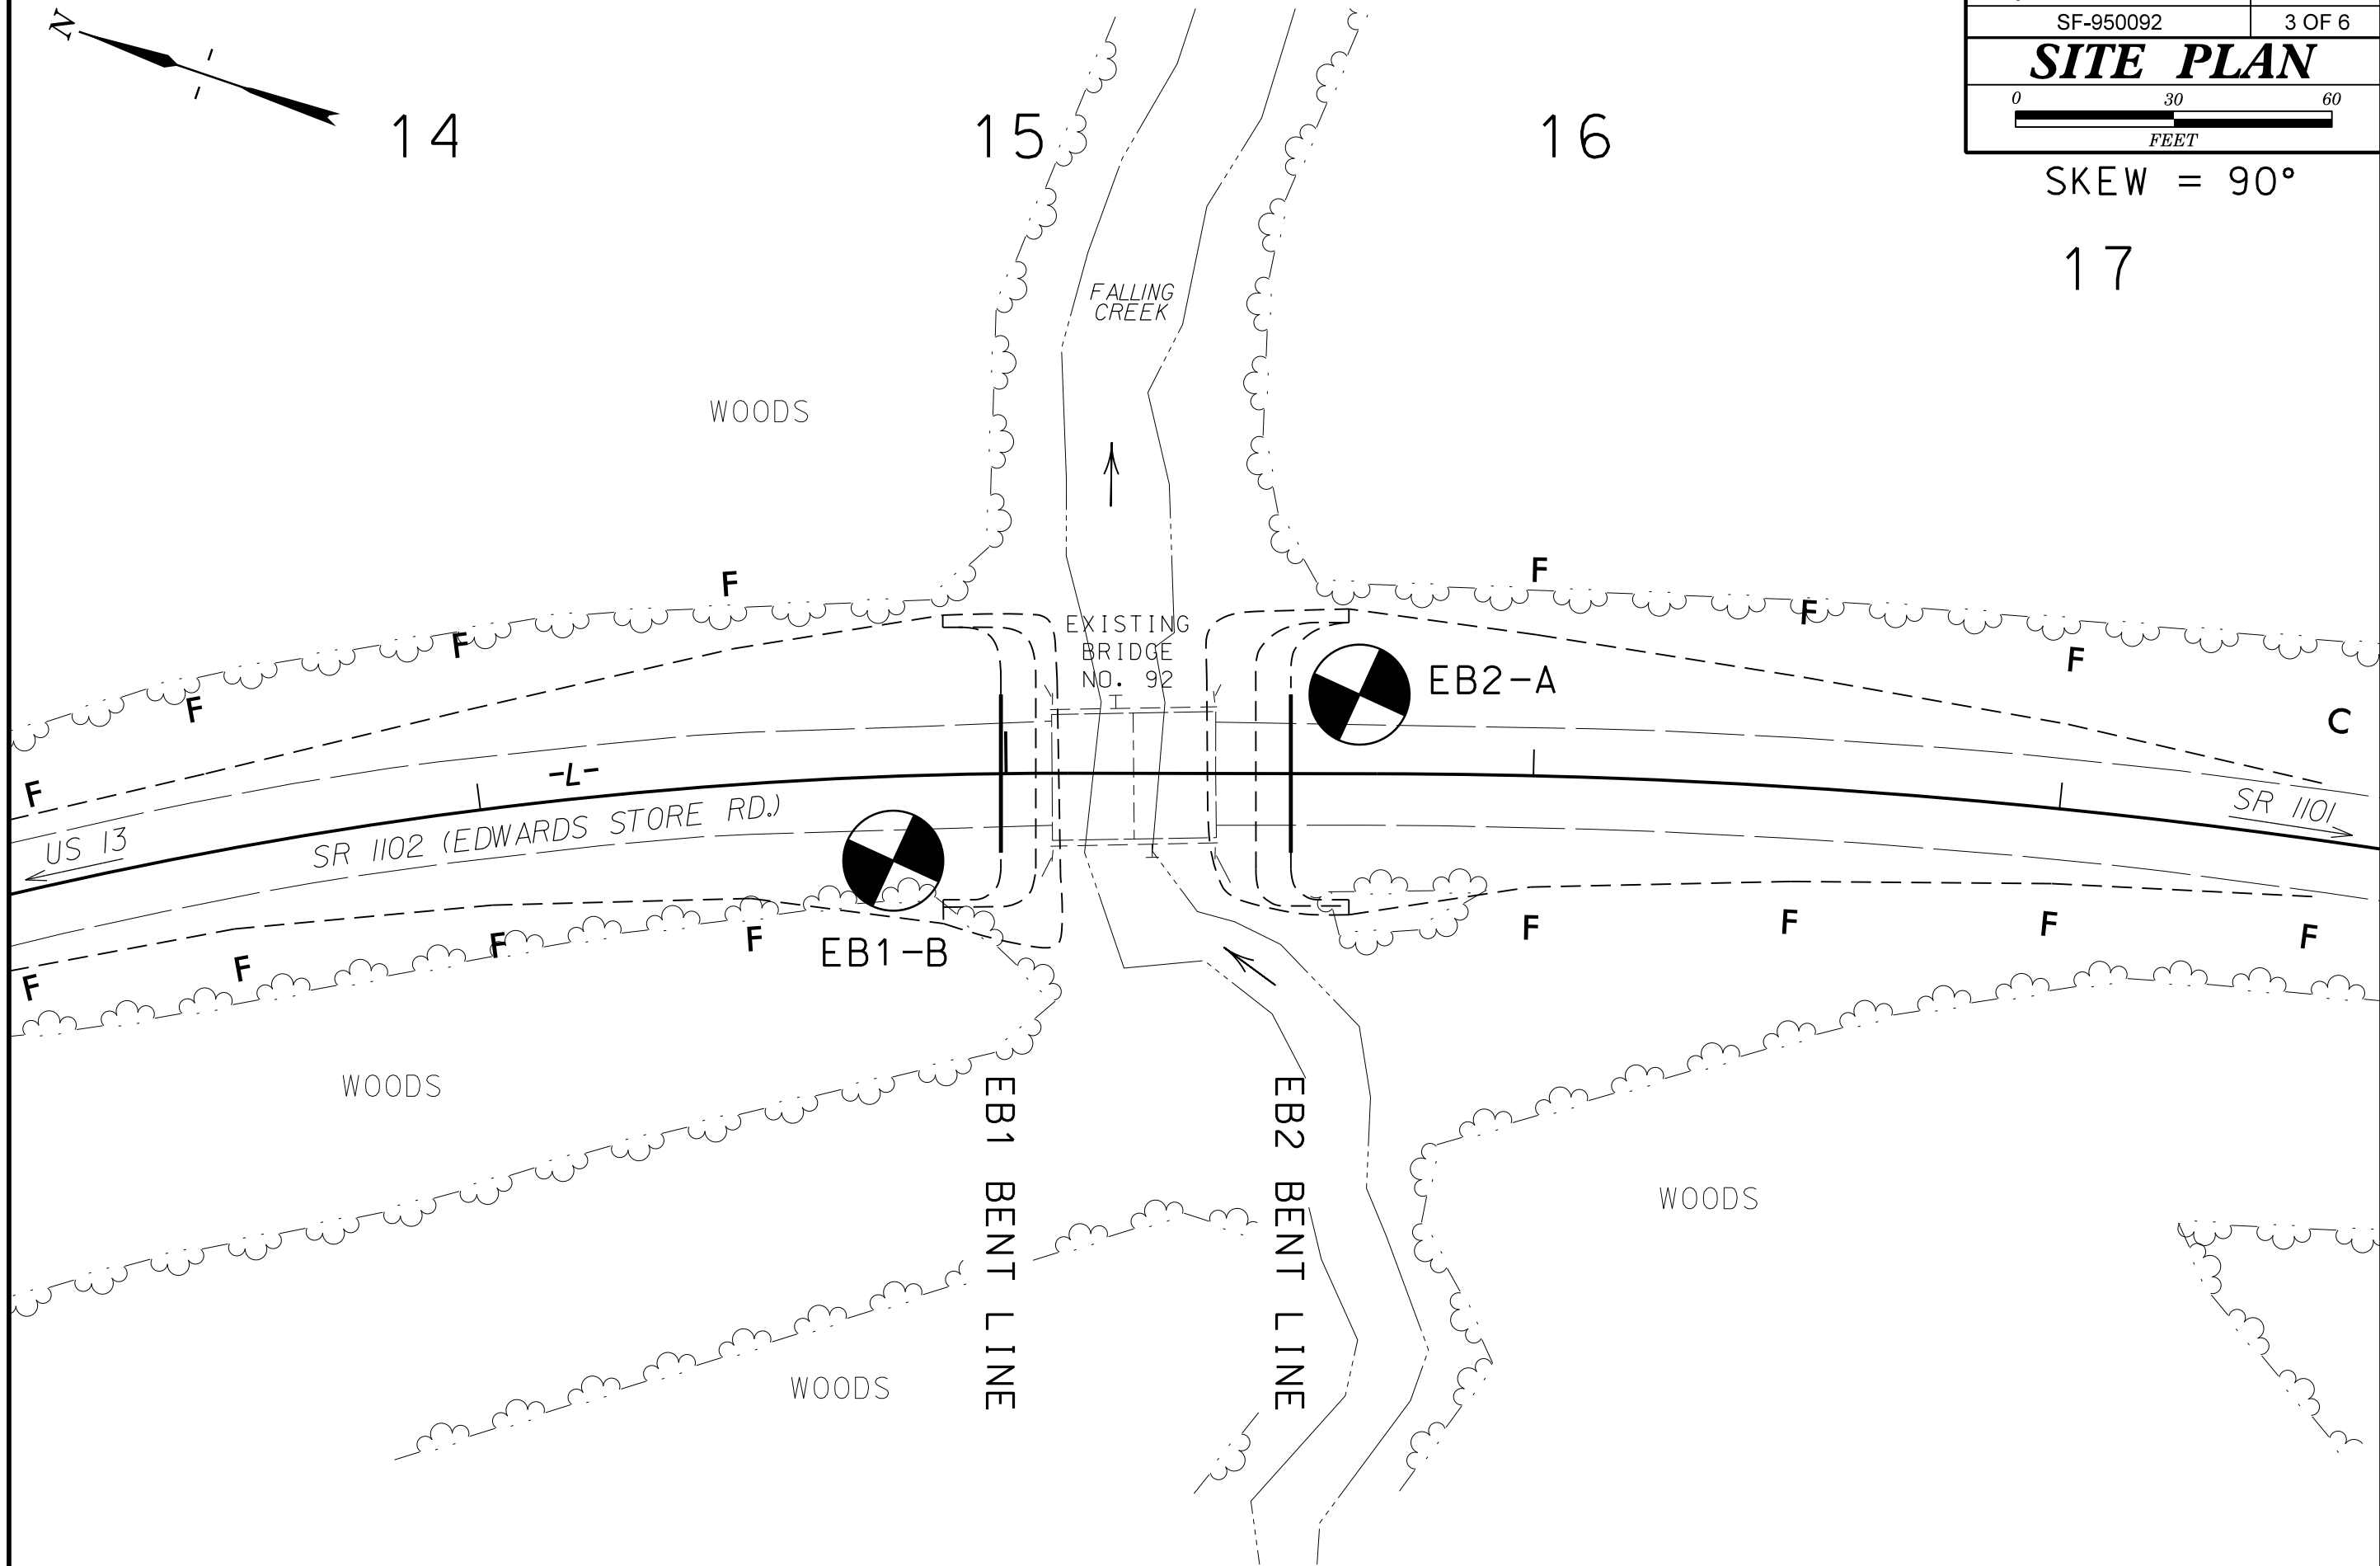 N
SF-950092 3 OF 6
SITE PLAN
0 30 60
FEET
SKEW = 90°
14 15 16
17
FALLING
CREEK
WOODS
F F
F F
EXISTING
BRIDGE
NO. 92
EB2-A
F F
C
-L-
F
SR 1102 (EDWARDS STORE RD.)
US 13
SR 1101
EB1-B
F F F F
F F F F
F
WOODS
EB1 BENT LINE
EB2 BENT LINE
WOODS
WOODS